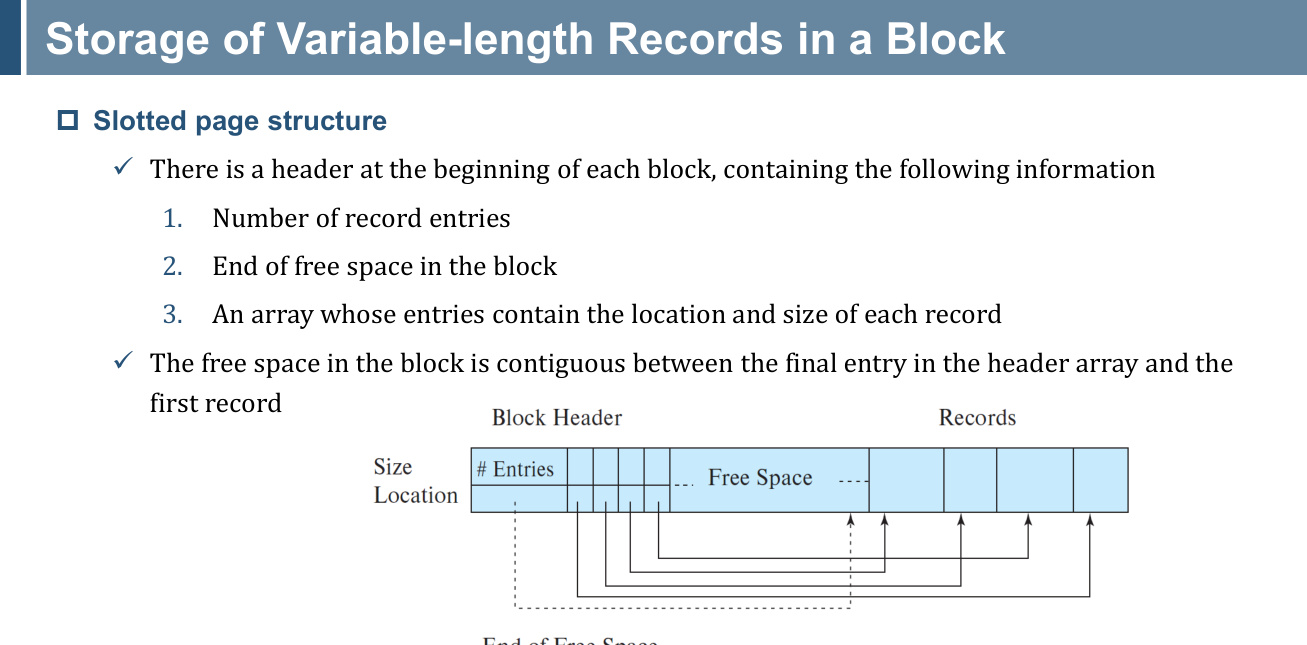 Storage of Variable-length Records in a Block
Slotted page structure
There is a header at the beginning of each block, containing the following information
1. Number of record entries
2. End of free space in the block
3. An array whose entries contain the location and size of each record
The free space in the block is contiguous between the final entry in the header array and the
first record
Block Header
Records
Size
# Entries
Free Space
Location
End of Free Space